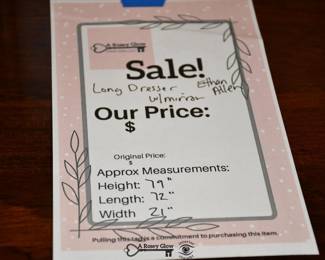 A Rosey Glow
Sale!
Long Dresser Ethan
w/mirror Allen
Our Price:
$
Original Price:
$
Approx Measurements:
Height: 79"
Length: 72"
Width 21"
Pulling this tag is a commitment to purchasing this item.
A Rosey Glow